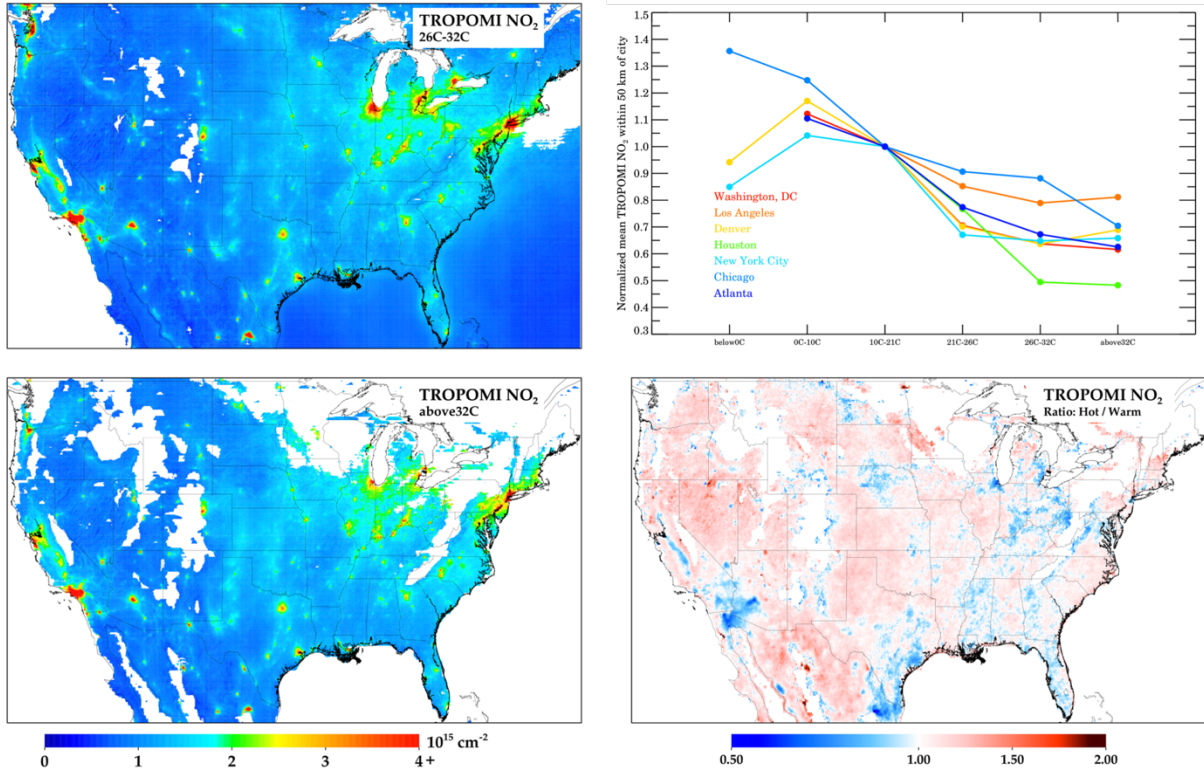 TROPOMI NO₂
26C-32C
Normalized mean TROPOMI NO₂ within 50 km of city
1.5
1.4
1.3
1.2
1.1
1.0
0.9
0.8
0.7
0.6
0.5
0.4
0.3
Washington, DC
Los Angeles
Denver
Houston
New York City
Chicago
Atlanta
below0C 0C-10C 10C-21C 21C-26C 26C-32C above32C
TROPOMI NO₂
above32C
TROPOMI NO₂
Ratio: Hot / Warm
10¹⁵ cm⁻²
0 1 2 3 4+
0.50 1.00 1.50 2.00